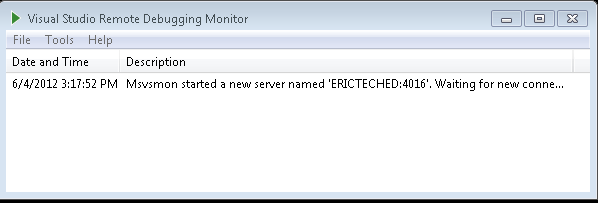 Visual Studio Remote Debugging Monitor
File Tools Help
Date and Time Description
6/4/2012 3:17:52 PM Msvsmon started a new server named 'ERICTECHED:4016'. Waiting for new conne...